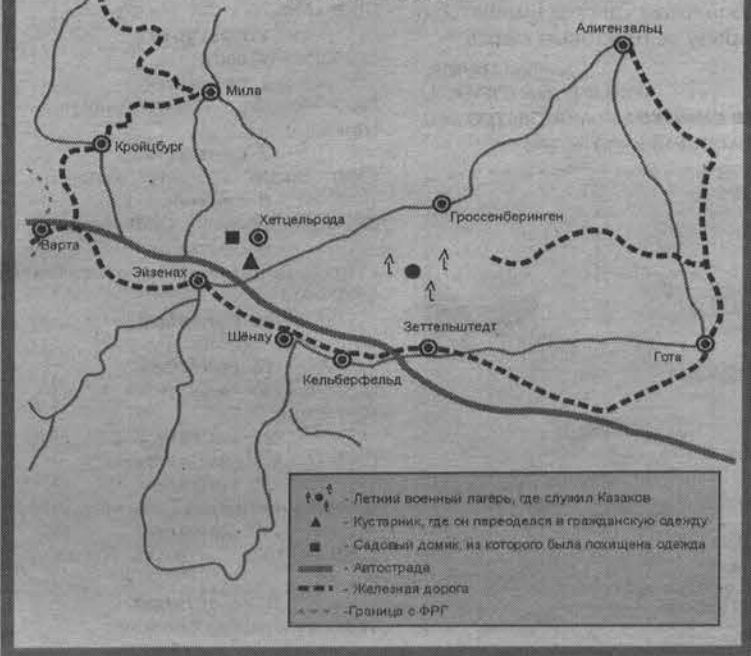 Алигензальц
Мила
Кройцбург
Хетцельрода
Гроссенберинген
Варта
Эйзенах
Шёнау
Зеттельштедт
Гота
Кельберфельд
- Летний военный лагерь, где служил Казаков
- Кустарник, где он переоделся в гражданскую одежду
- Садовый домик, из которого была похищена одежда
- Автострада
- Железная дорога
-Граница с ФРГ